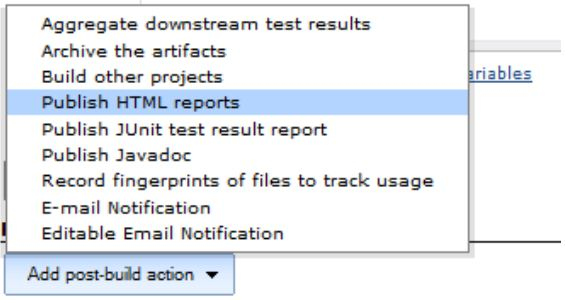 Aggregate downstream test results
Archive the artifacts
Build other projects
ariables
Publish HTML reports
Publish JUnit test result report
Publish Javadoc
Record fingerprints of files to track usage
E-mail Notification
Editable Email Notification
Add post-build action